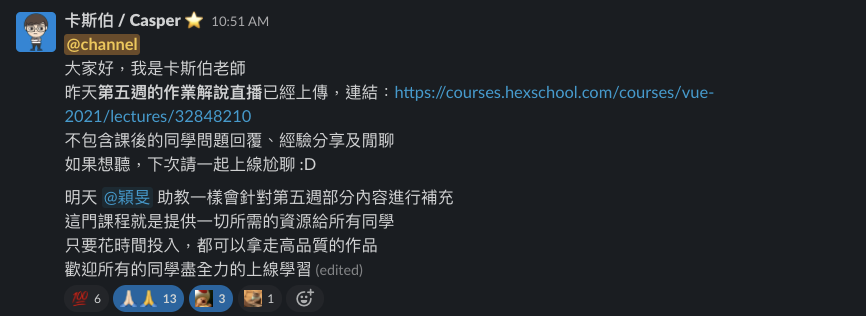 卡斯伯 / Casper 10:51 AM
@channel
大家好，我是卡斯伯老師
昨天第五週的作業解說直播已經上傳，連結：https://courses.hexschool.com/courses/vue-
2021/lectures/32848210
不包含課後的同學問題回覆、經驗分享及閒聊
如果想聽，下次請一起上線尬聊 :D
明天 @穎旻 助教一樣會針對第五週部分內容進行補充
這門課程就是提供一切所需的資源給所有同學
只要花時間投入，都可以拿走高品質的作品
歡迎所有的同學盡全力的上線學習 (edited)
6 13 3 1